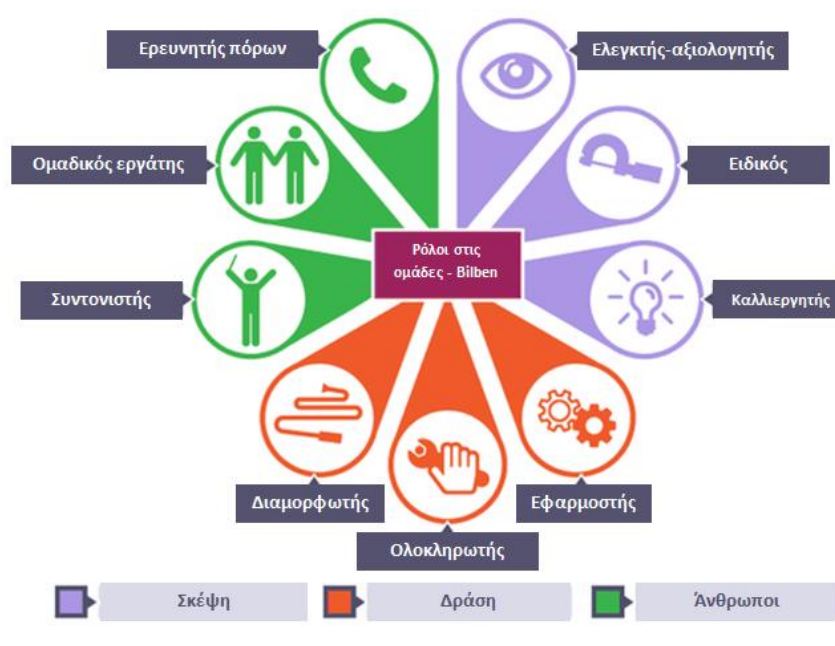 Ερευνητής πόρων
Ελεγκτής-αξιολογητής
Ομαδικός εργάτης
Ειδικός
Ρόλοι στις
ομάδες - Bilben
Συντονιστής
Καλλιεργητής
Διαμορφωτής
Εφαρμοστής
Ολοκληρωτής
Σκέψη
Δράση
Άνθρωποι